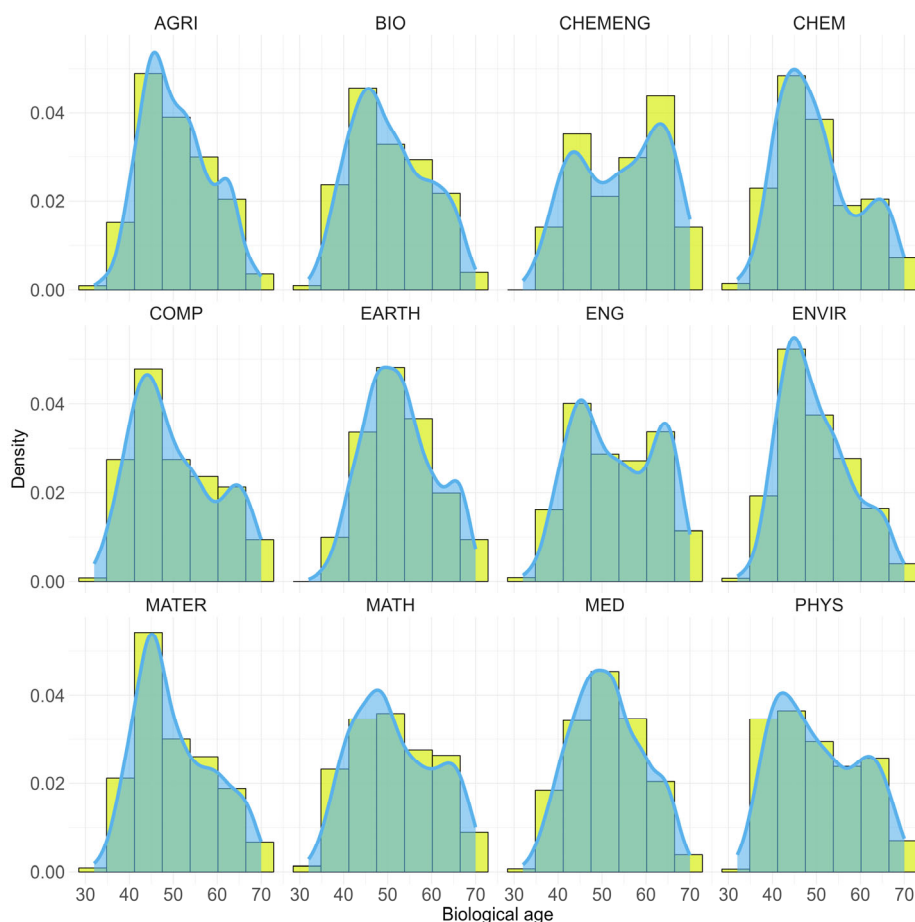 AGRI BIO CHEMENG CHEM
0.04
0.02
0.00
COMP EARTH ENG ENVIR
0.04
0.02
0.00
Density
MATER MATH MED PHYS
0.04
0.02
0.00
30 40 50 60 70 30 40 50 60 70 30 40 50 60 70 30 40 50 60 70
Biological age